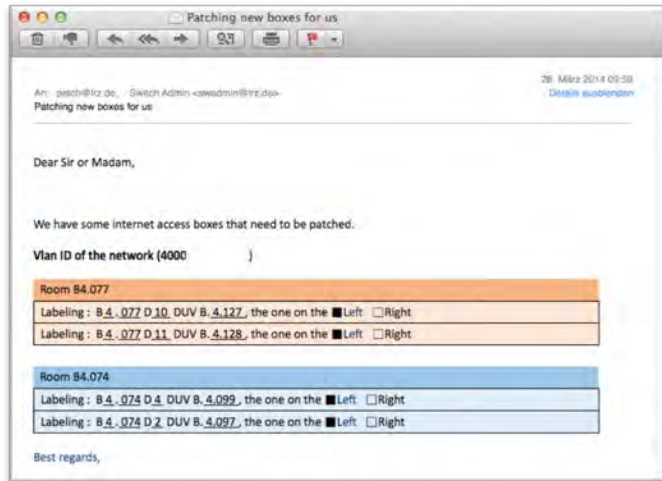 Patching new boxes for us
28. März 2014 09:58
An: patch@lrz.de, Switch Admin <swadmin@lrz.de>
Details ausblenden
Patching new boxes for us
Dear Sir or Madam,
We have some internet access boxes that need to be patched.
Vlan ID of the network (4000 )
Room B4.077
Labeling : B 4 . 077 D 10 DUV B. 4.127 , the one on the ■Left □Right
Labeling : B 4 . 077 D 11 DUV B. 4.128 , the one on the ■Left □Right
Room B4.074
Labeling : B 4 . 074 D 4 DUV B. 4.099 , the one on the ■Left □Right
Labeling : B 4 . 074 D 2 DUV B. 4.097 , the one on the ■Left □Right
Best regards,